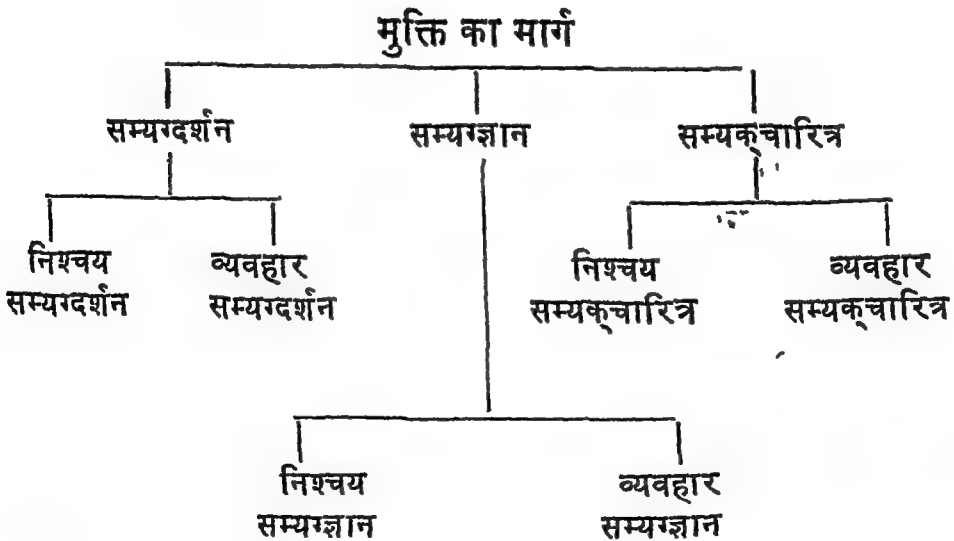 मुक्ति का मार्ग
सम्यग्दर्शन सम्यग्ज्ञान सम्यक्‌चारित्र
निश्चय व्यवहार निश्चय व्यवहार
सम्यग्दर्शन सम्यग्दर्शन सम्यक्‌चारित्र सम्यक्‌चारित्र
निश्चय व्यवहार
सम्यग्ज्ञान सम्यग्ज्ञान